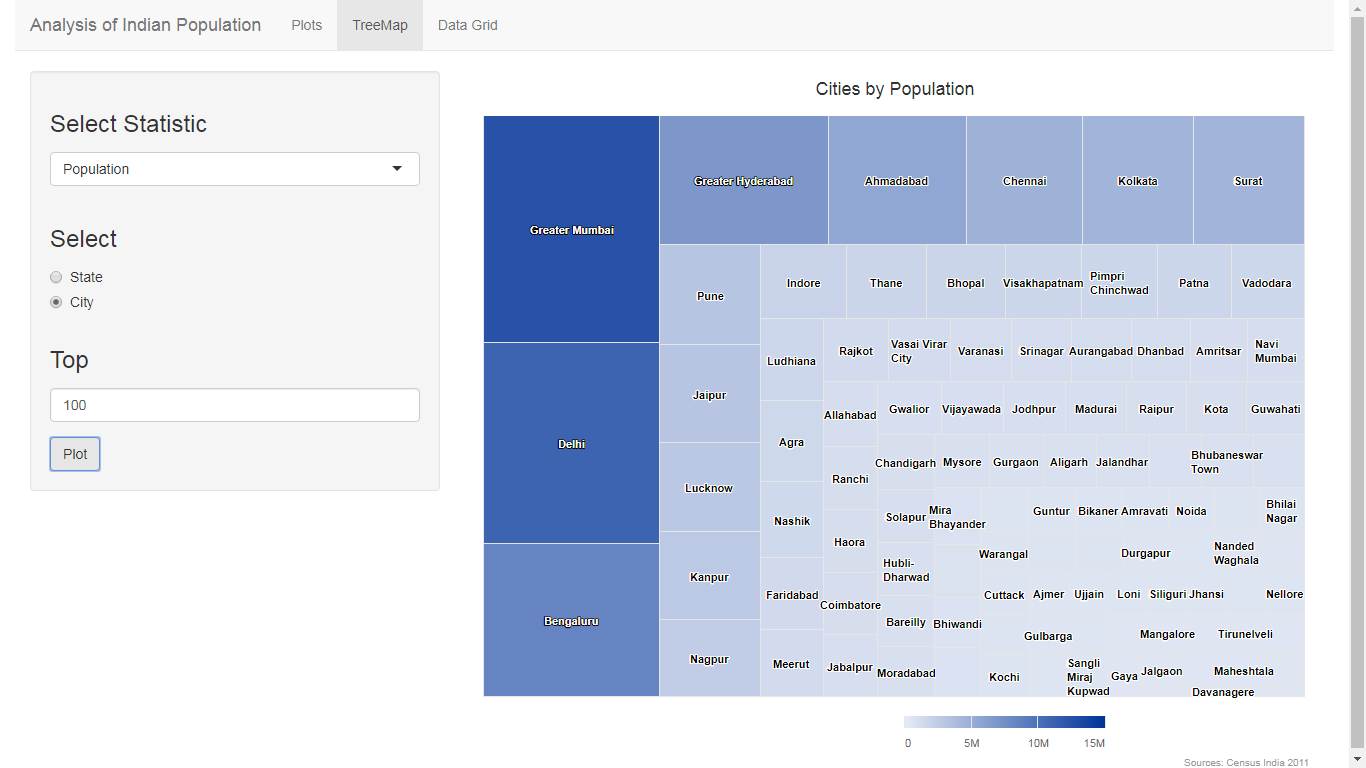 Analysis of Indian Population
Plots
TreeMap
Data Grid
Select Statistic
Population
Select
State
City
Top
100
Plot
Cities by Population
Greater Mumbai
Delhi
Bengaluru
Greater Hyderabad
Ahmadabad
Chennai
Kolkata
Surat
Pune
Jaipur
Lucknow
Kanpur
Nagpur
Indore
Thane
Bhopal
Visakhapatnam
Pimpri
Chinchwad
Patna
Vadodara
Ludhiana
Agra
Nashik
Faridabad
Meerut
Rajkot
Vasai Virar
City
Varanasi
Srinagar
Aurangabad
Dhanbad
Amritsar
Navi
Mumbai
Allahabad
Ranchi
Haora
Coimbatore
Jabalpur
Gwalior
Vijayawada
Jodhpur
Madurai
Raipur
Kota
Guwahati
Chandigarh
Solapur
Hubli-
Dharwad
Bareilly
Moradabad
Mysore
Gurgaon
Aligarh
Jalandhar
Bhubaneswar
Town
Mira
Bhayander
Bhiwandi
Guntur
Bikaner
Amravati
Noida
Bhilai
Nagar
Warangal
Cuttack
Kochi
Durgapur
Nanded
Waghala
Ajmer
Ujjain
Loni
Siliguri
Jhansi
Nellore
Gulbarga
Mangalore
Tirunelveli
Sangli
Miraj
Kupwad
Gaya
Jalgaon
Maheshtala
Davanagere
0
5M
10M
15M
Sources: Census India 2011